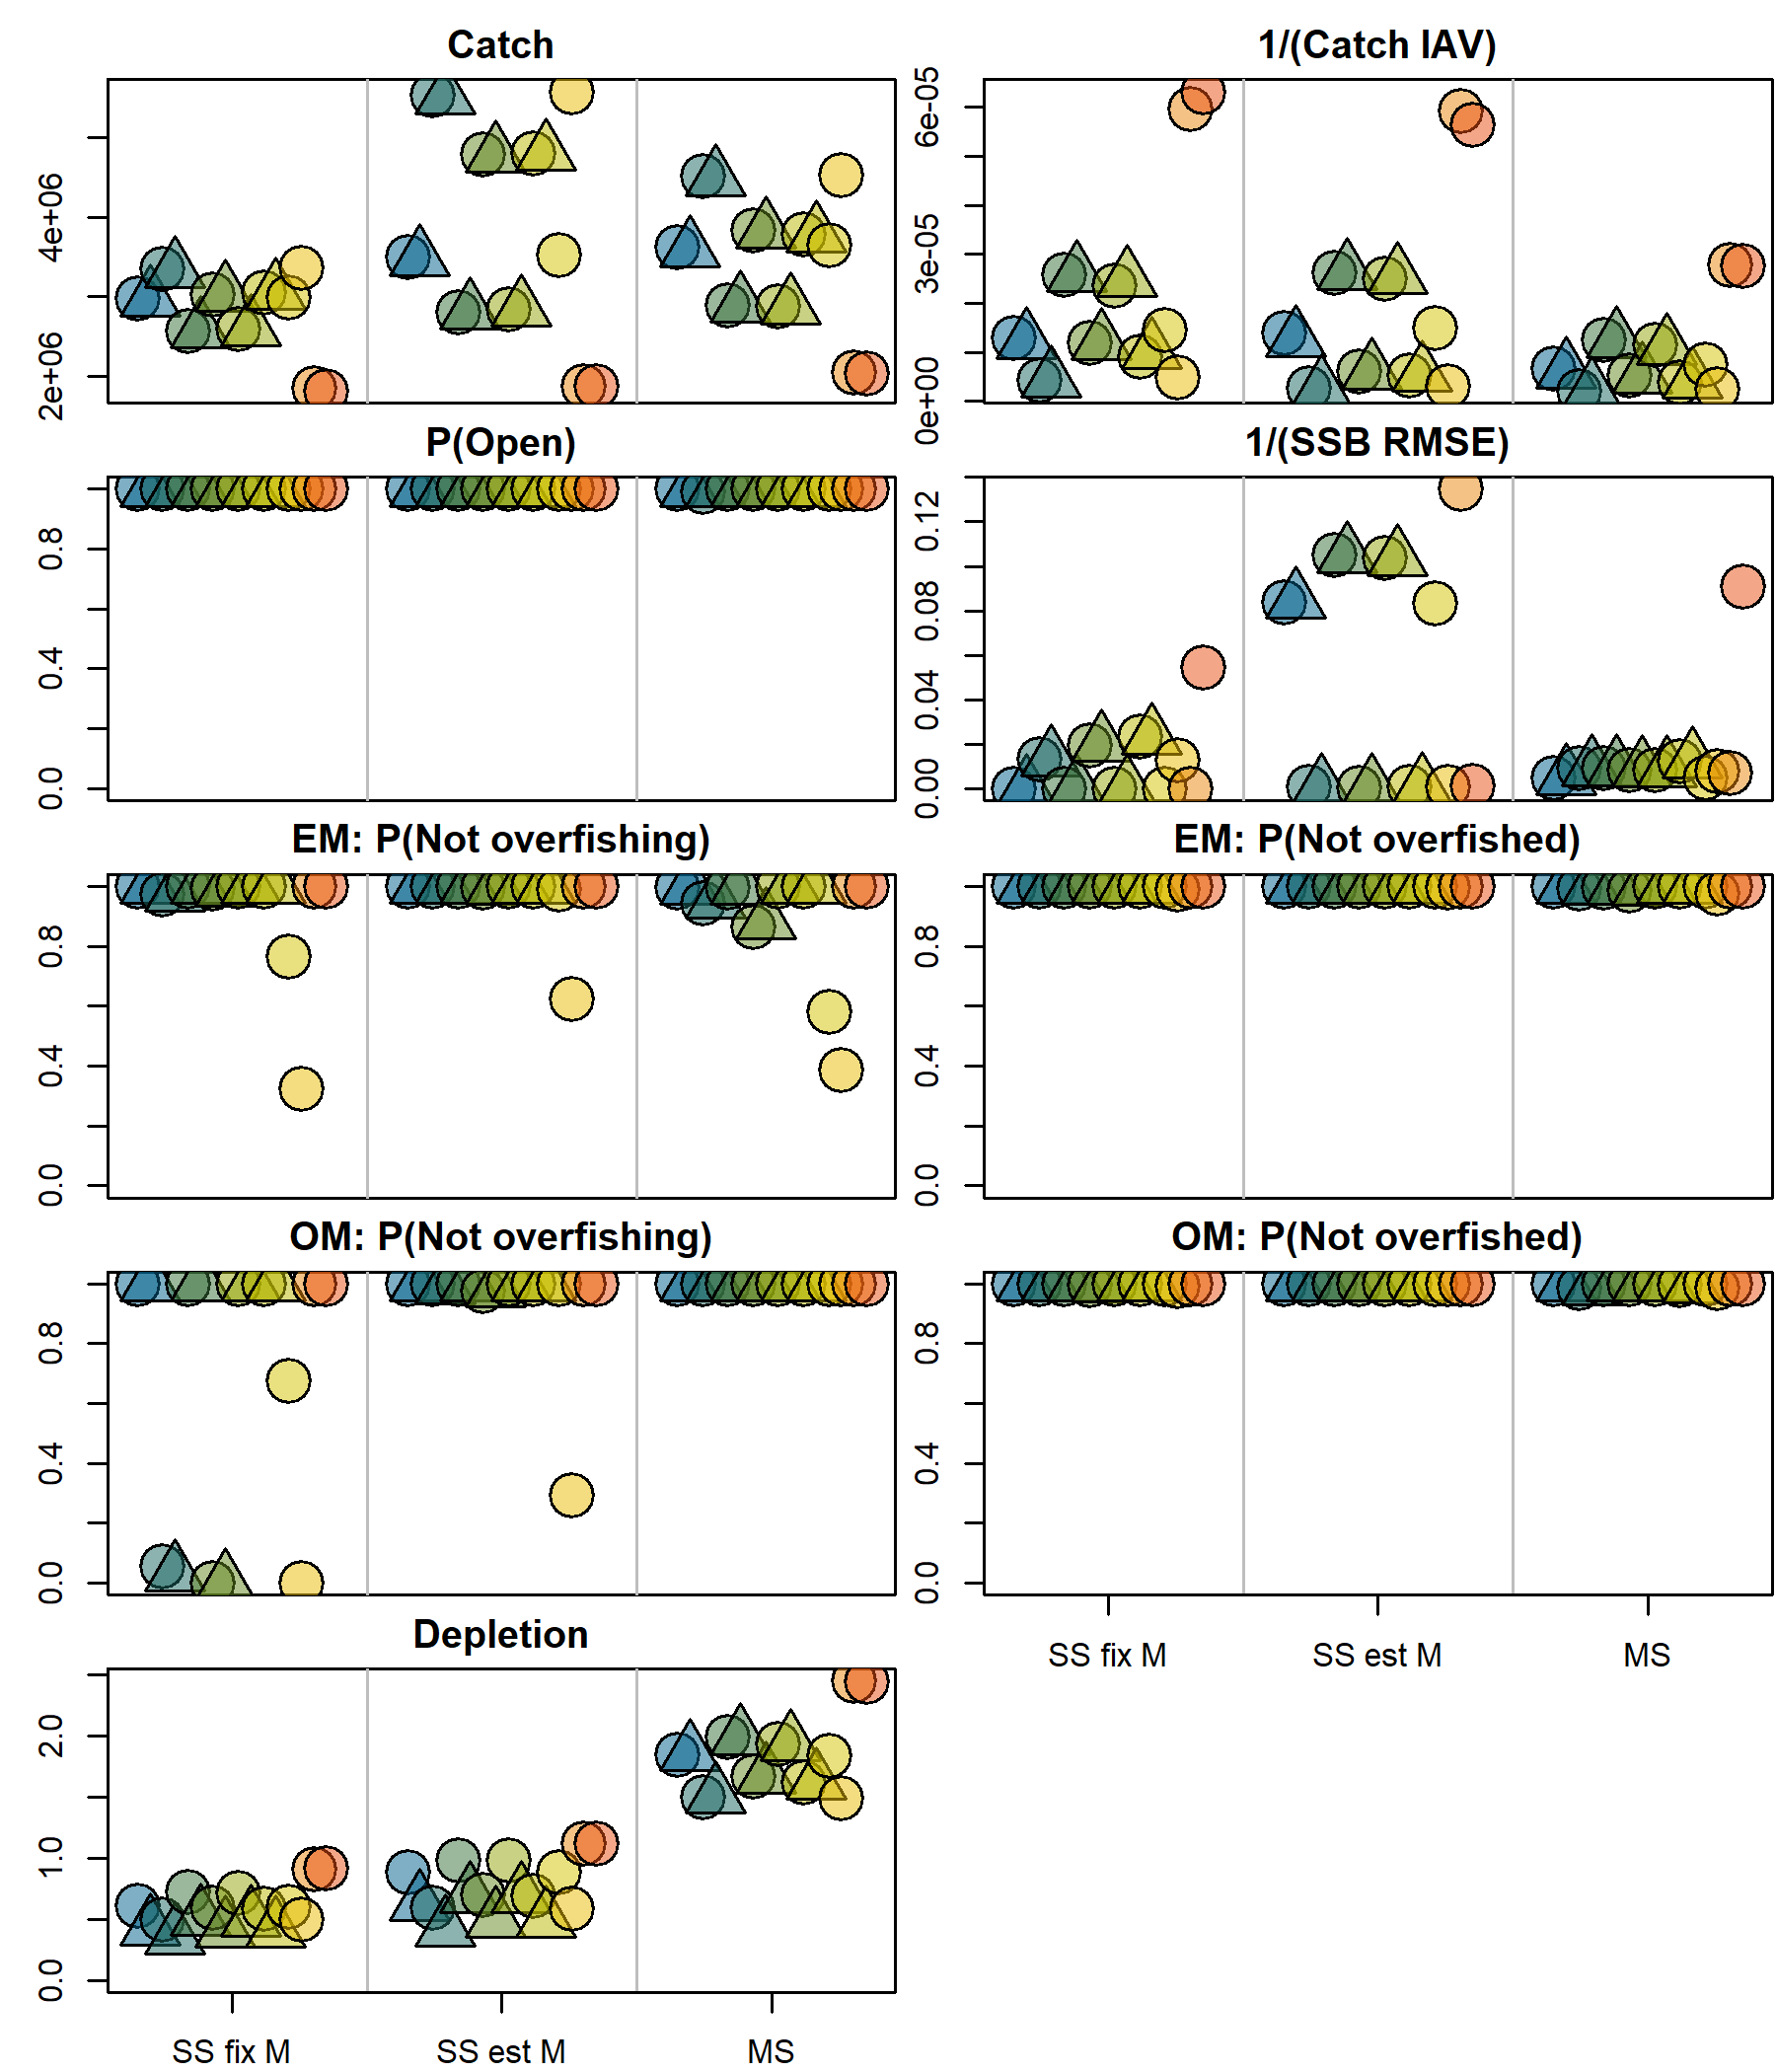 Catch
1/(Catch IAV)
2e+06
4e+06
0e+00
3e-05
6e-05
P(Open)
1/(SSB RMSE)
0.0
0.4
0.8
0.00
0.04
0.08
0.12
EM: P(Not overfishing)
EM: P(Not overfished)
0.0
0.4
0.8
0.0
0.4
0.8
OM: P(Not overfishing)
OM: P(Not overfished)
0.0
0.4
0.8
0.0
0.4
0.8
SS fix M
SS est M
MS
Depletion
0.0
1.0
2.0
SS fix M
SS est M
MS